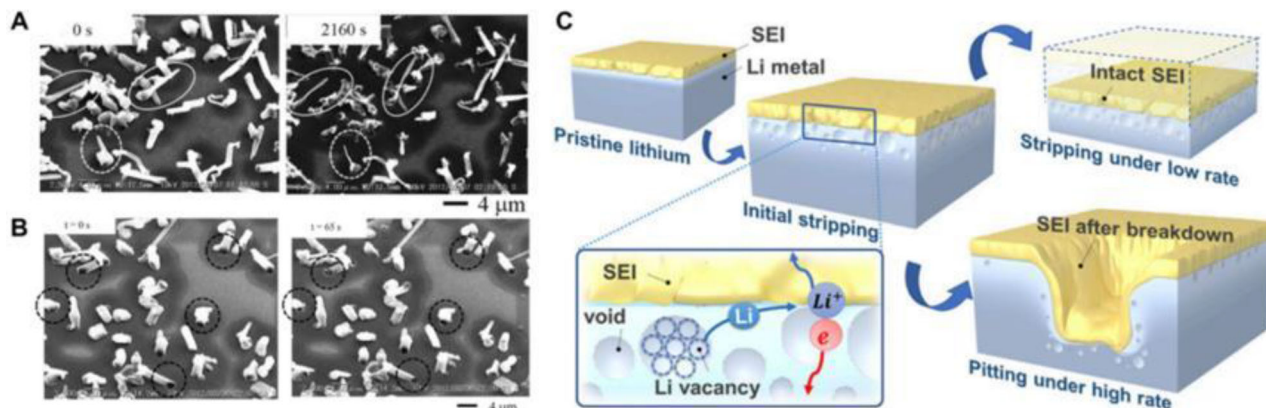 A
0 s
2160 s
4 μm
B
t = 0 s
t = 65 s
4 μm
C
SEI
Li metal
Pristine lithium
Intact SEI
Stripping under low rate
Initial stripping
SEI after breakdown
Pitting under high rate
SEI
void
Li
Li⁺
e
Li vacancy